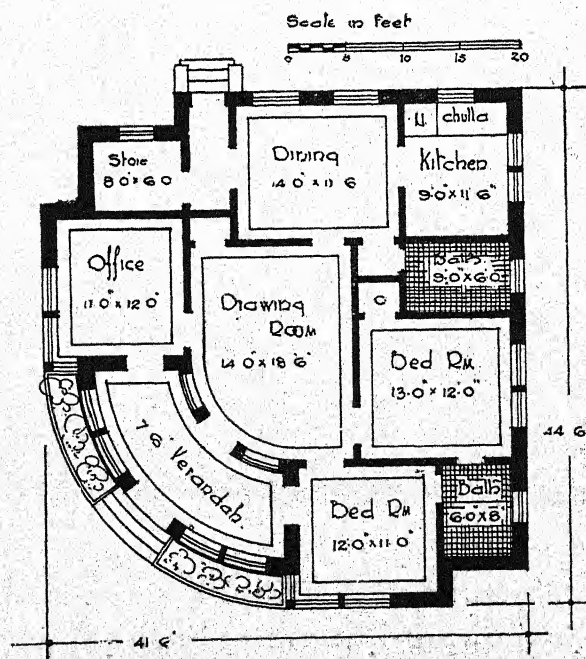 Scale in Feet
0 5 10 15 20
chulla
Store
8'0" × 6'0
Dining
14'0" × 11'6
Kitchen
9'0" × 11'6"
Bath
9'0" × 6'0
Office
11'0" × 12'0"
Drawing
Room
14'0" × 18'6"
Bed Rm
13'0" × 12'0"
44 6
7'6" Verandah
Bed Rm
12'0" × 11'0"
Bath
6'0" × 8'
41 6"